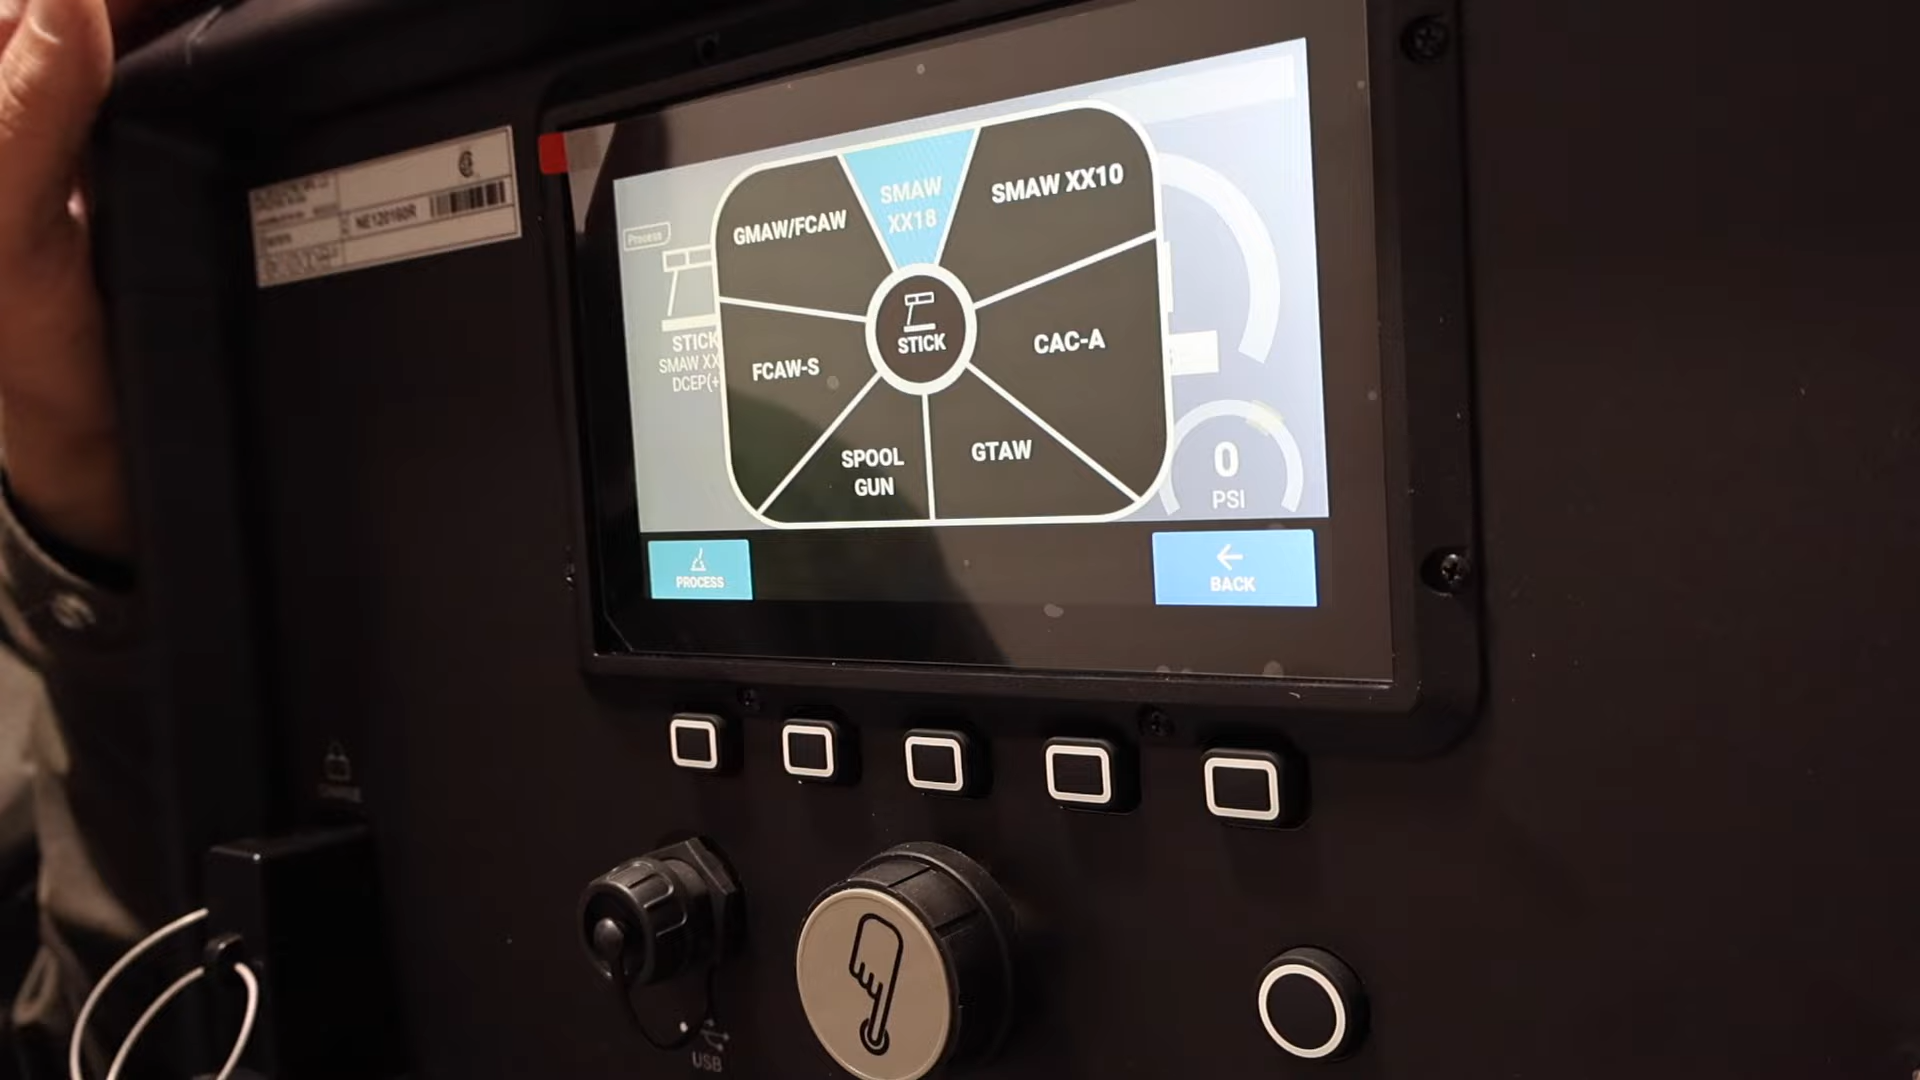 NE120160R
Process
STICK
SMAW XX
DCEP(+
GMAW/FCAW
SMAW
XX18
SMAW XX10
STICK
CAC-A
FCAW-S
SPOOL
GUN
GTAW
0
PSI
PROCESS
BACK
USB